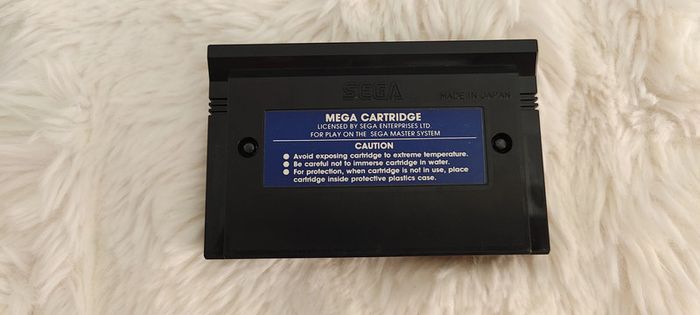 SEGA
MADE IN JAPAN
MEGA CARTRIDGE
LICENSED BY SEGA ENTERPRISES LTD
FOR PLAY ON THE SEGA MASTER SYSTEM
CAUTION
● Avoid exposing cartridge to extreme temperature.
● Be careful not to immerse cartridge in water.
● For protection, when cartridge is not in use, place
cartridge inside protective plastics case.